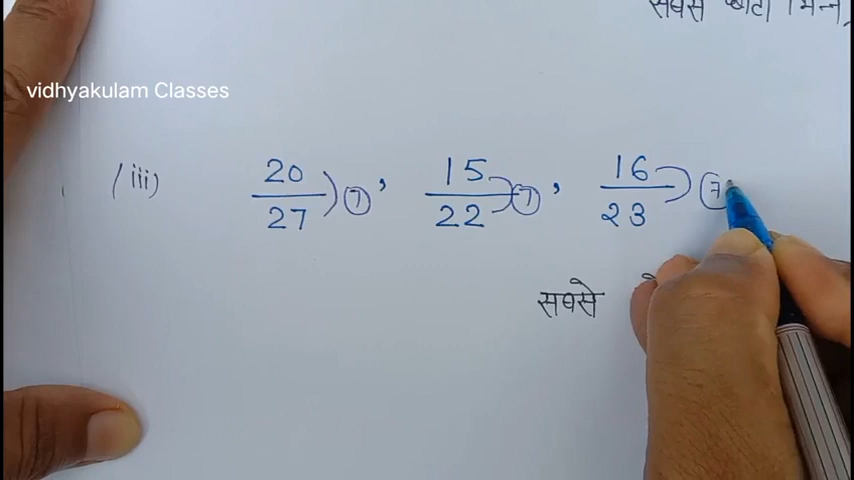 सबसे छोटी भिन्न,
vidhyakulam Classes
(iii) 20/27 ) 7 , 15/22 7 , 16/23 7
सबसे